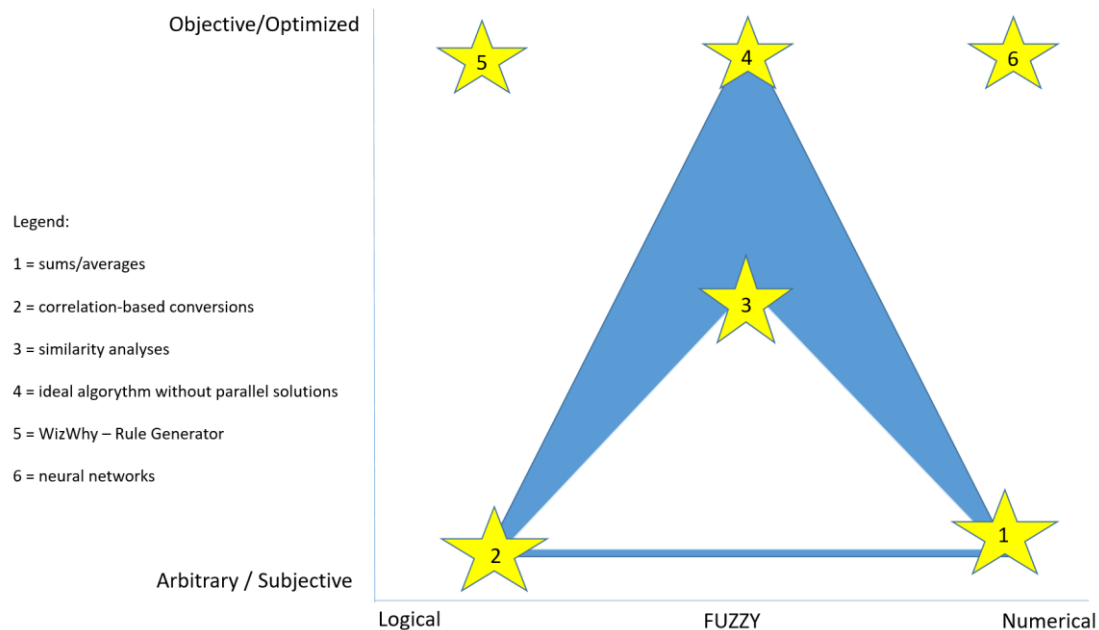 Objective/Optimized
5
4
6
Legend:
1 = sums/averages
2 = correlation-based conversions
3 = similarity analyses
3
4 = ideal algorythm without parallel solutions
5 = WizWhy – Rule Generator
6 = neural networks
2
1
Arbitrary / Subjective
Logical
FUZZY
Numerical